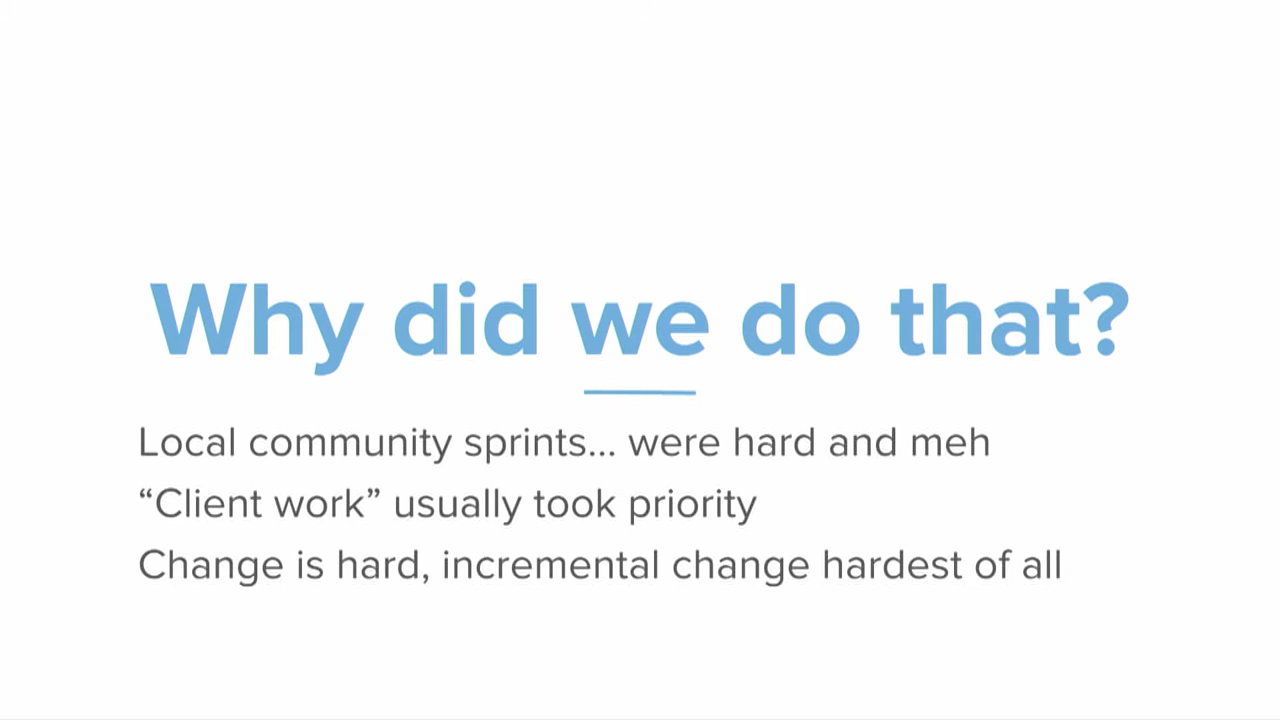 Why did we do that?
Local community sprints... were hard and meh
“Client work” usually took priority
Change is hard, incremental change hardest of all